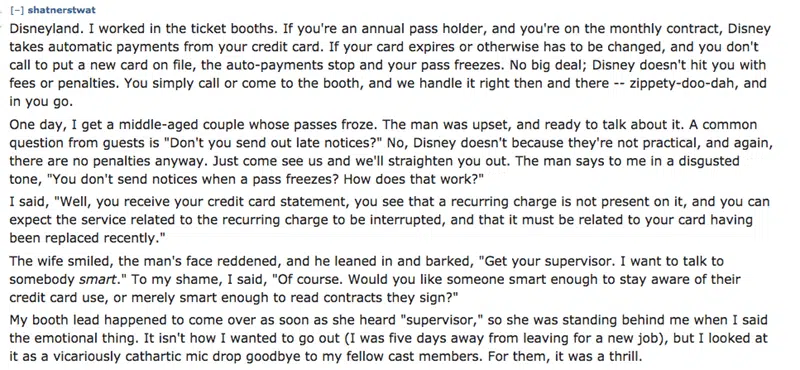 [-] shatnerstwat
Disneyland. I worked in the ticket booths. If you're an annual pass holder, and you're on the monthly contract, Disney
takes automatic payments from your credit card. If your card expires or otherwise has to be changed, and you don't
call to put a new card on file, the auto-payments stop and your pass freezes. No big deal; Disney doesn't hit you with
fees or penalties. You simply call or come to the booth, and we handle it right then and there -- zippety-doo-dah, and
in you go.
One day, I get a middle-aged couple whose passes froze. The man was upset, and ready to talk about it. A common
question from guests is "Don't you send out late notices?" No, Disney doesn't because they're not practical, and again,
there are no penalties anyway. Just come see us and we'll straighten you out. The man says to me in a disgusted
tone, "You don't send notices when a pass freezes? How does that work?"
I said, "Well, you receive your credit card statement, you see that a recurring charge is not present on it, and you can
expect the service related to the recurring charge to be interrupted, and that it must be related to your card having
been replaced recently."
The wife smiled, the man's face reddened, and he leaned in and barked, "Get your supervisor. I want to talk to
somebody smart." To my shame, I said, "Of course. Would you like someone smart enough to stay aware of their
credit card use, or merely smart enough to read contracts they sign?"
My booth lead happened to come over as soon as she heard "supervisor," so she was standing behind me when I said
the emotional thing. It isn't how I wanted to go out (I was five days away from leaving for a new job), but I looked at
it as a vicariously cathartic mic drop goodbye to my fellow cast members. For them, it was a thrill.